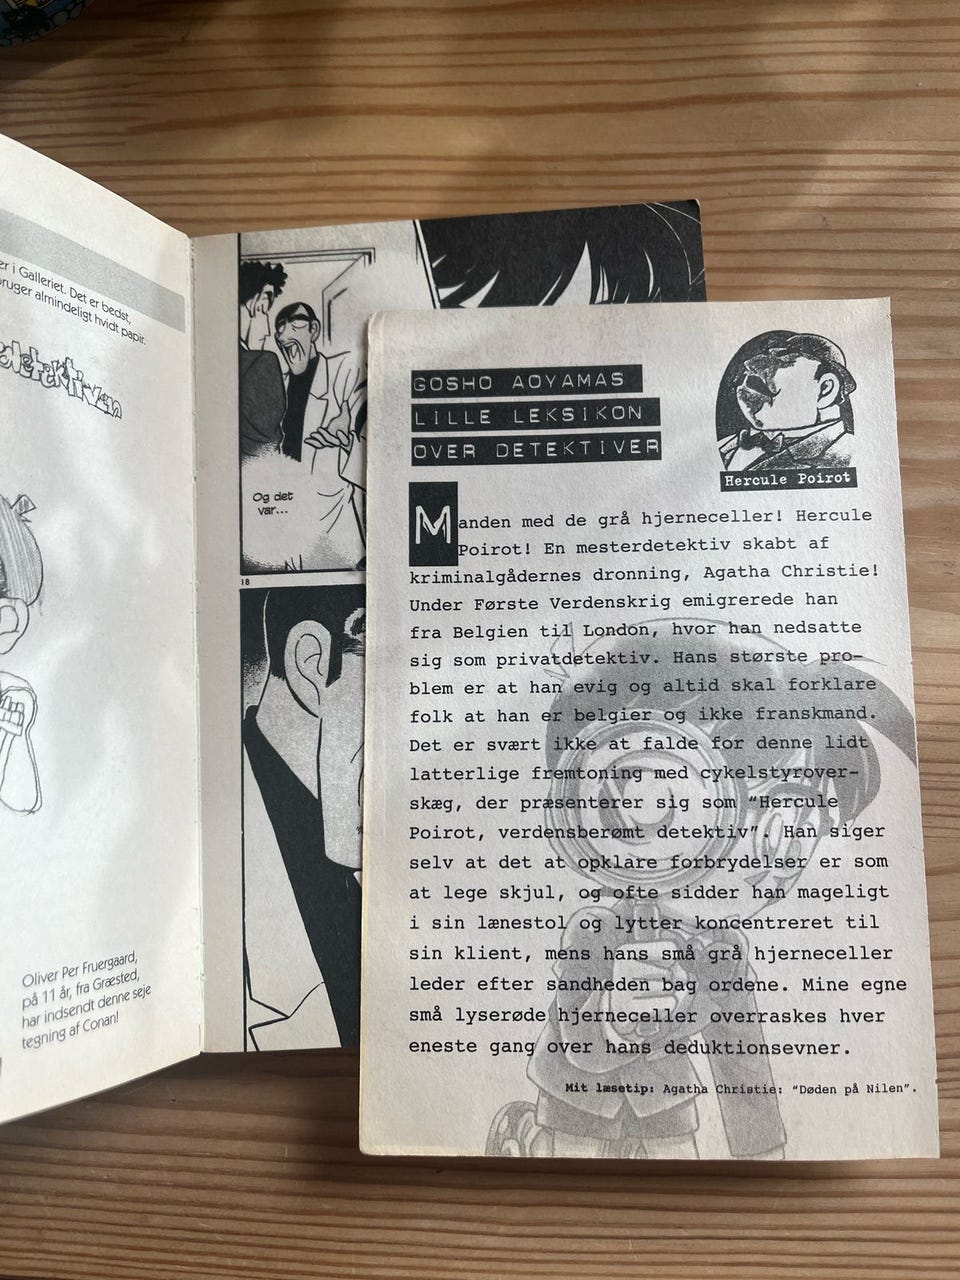 er i Galleriet. Det er bedst,
bruger almindeligt hvidt papir.
detektiven
Oliver Per Fruergaard,
på 11 år, fra Græsted,
har indsendt denne seje
tegning af Conan!
Og det
var...
18
GOSHO AOYAMAS
LILLE LEKSIKON
OVER DETEKTIVER
Hercule Poirot
Manden med de grå hjerneceller! Hercule
Poirot! En mesterdetektiv skabt af
kriminalgådernes dronning, Agatha Christie!
Under Første Verdenskrig emigrerede han
fra Belgien til London, hvor han nedsatte
sig som privatdetektiv. Hans største pro-
blem er at han evig og altid skal forklare
folk at han er belgier og ikke franskmand.
Det er svært ikke at falde for denne lidt
latterlige fremtoning med cykelstyrover-
skæg, der præsenterer sig som “Hercule
Poirot, verdensberømt detektiv”. Han siger
selv at det at opklare forbrydelser er som
at lege skjul, og ofte sidder han mageligt
i sin lænestol og lytter koncentreret til
sin klient, mens hans små grå hjerneceller
leder efter sandheden bag ordene. Mine egne
små lyserøde hjerneceller overraskes hver
eneste gang over hans deduktionsevner.
Mit læsetip: Agatha Christie: “Døden på Nilen”.